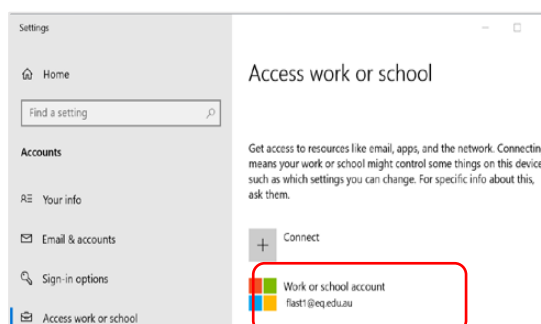 Settings
Home
Find a setting
Accounts
Your info
Email & accounts
Sign-in options
Access work or school
Access work or school
Get access to resources like email, apps, and the network. Connectin
means your work or school might control some things on this device
such as which settings you can change. For specific info about this,
ask them.
Connect
Work or school account
flast1@eq.edu.au